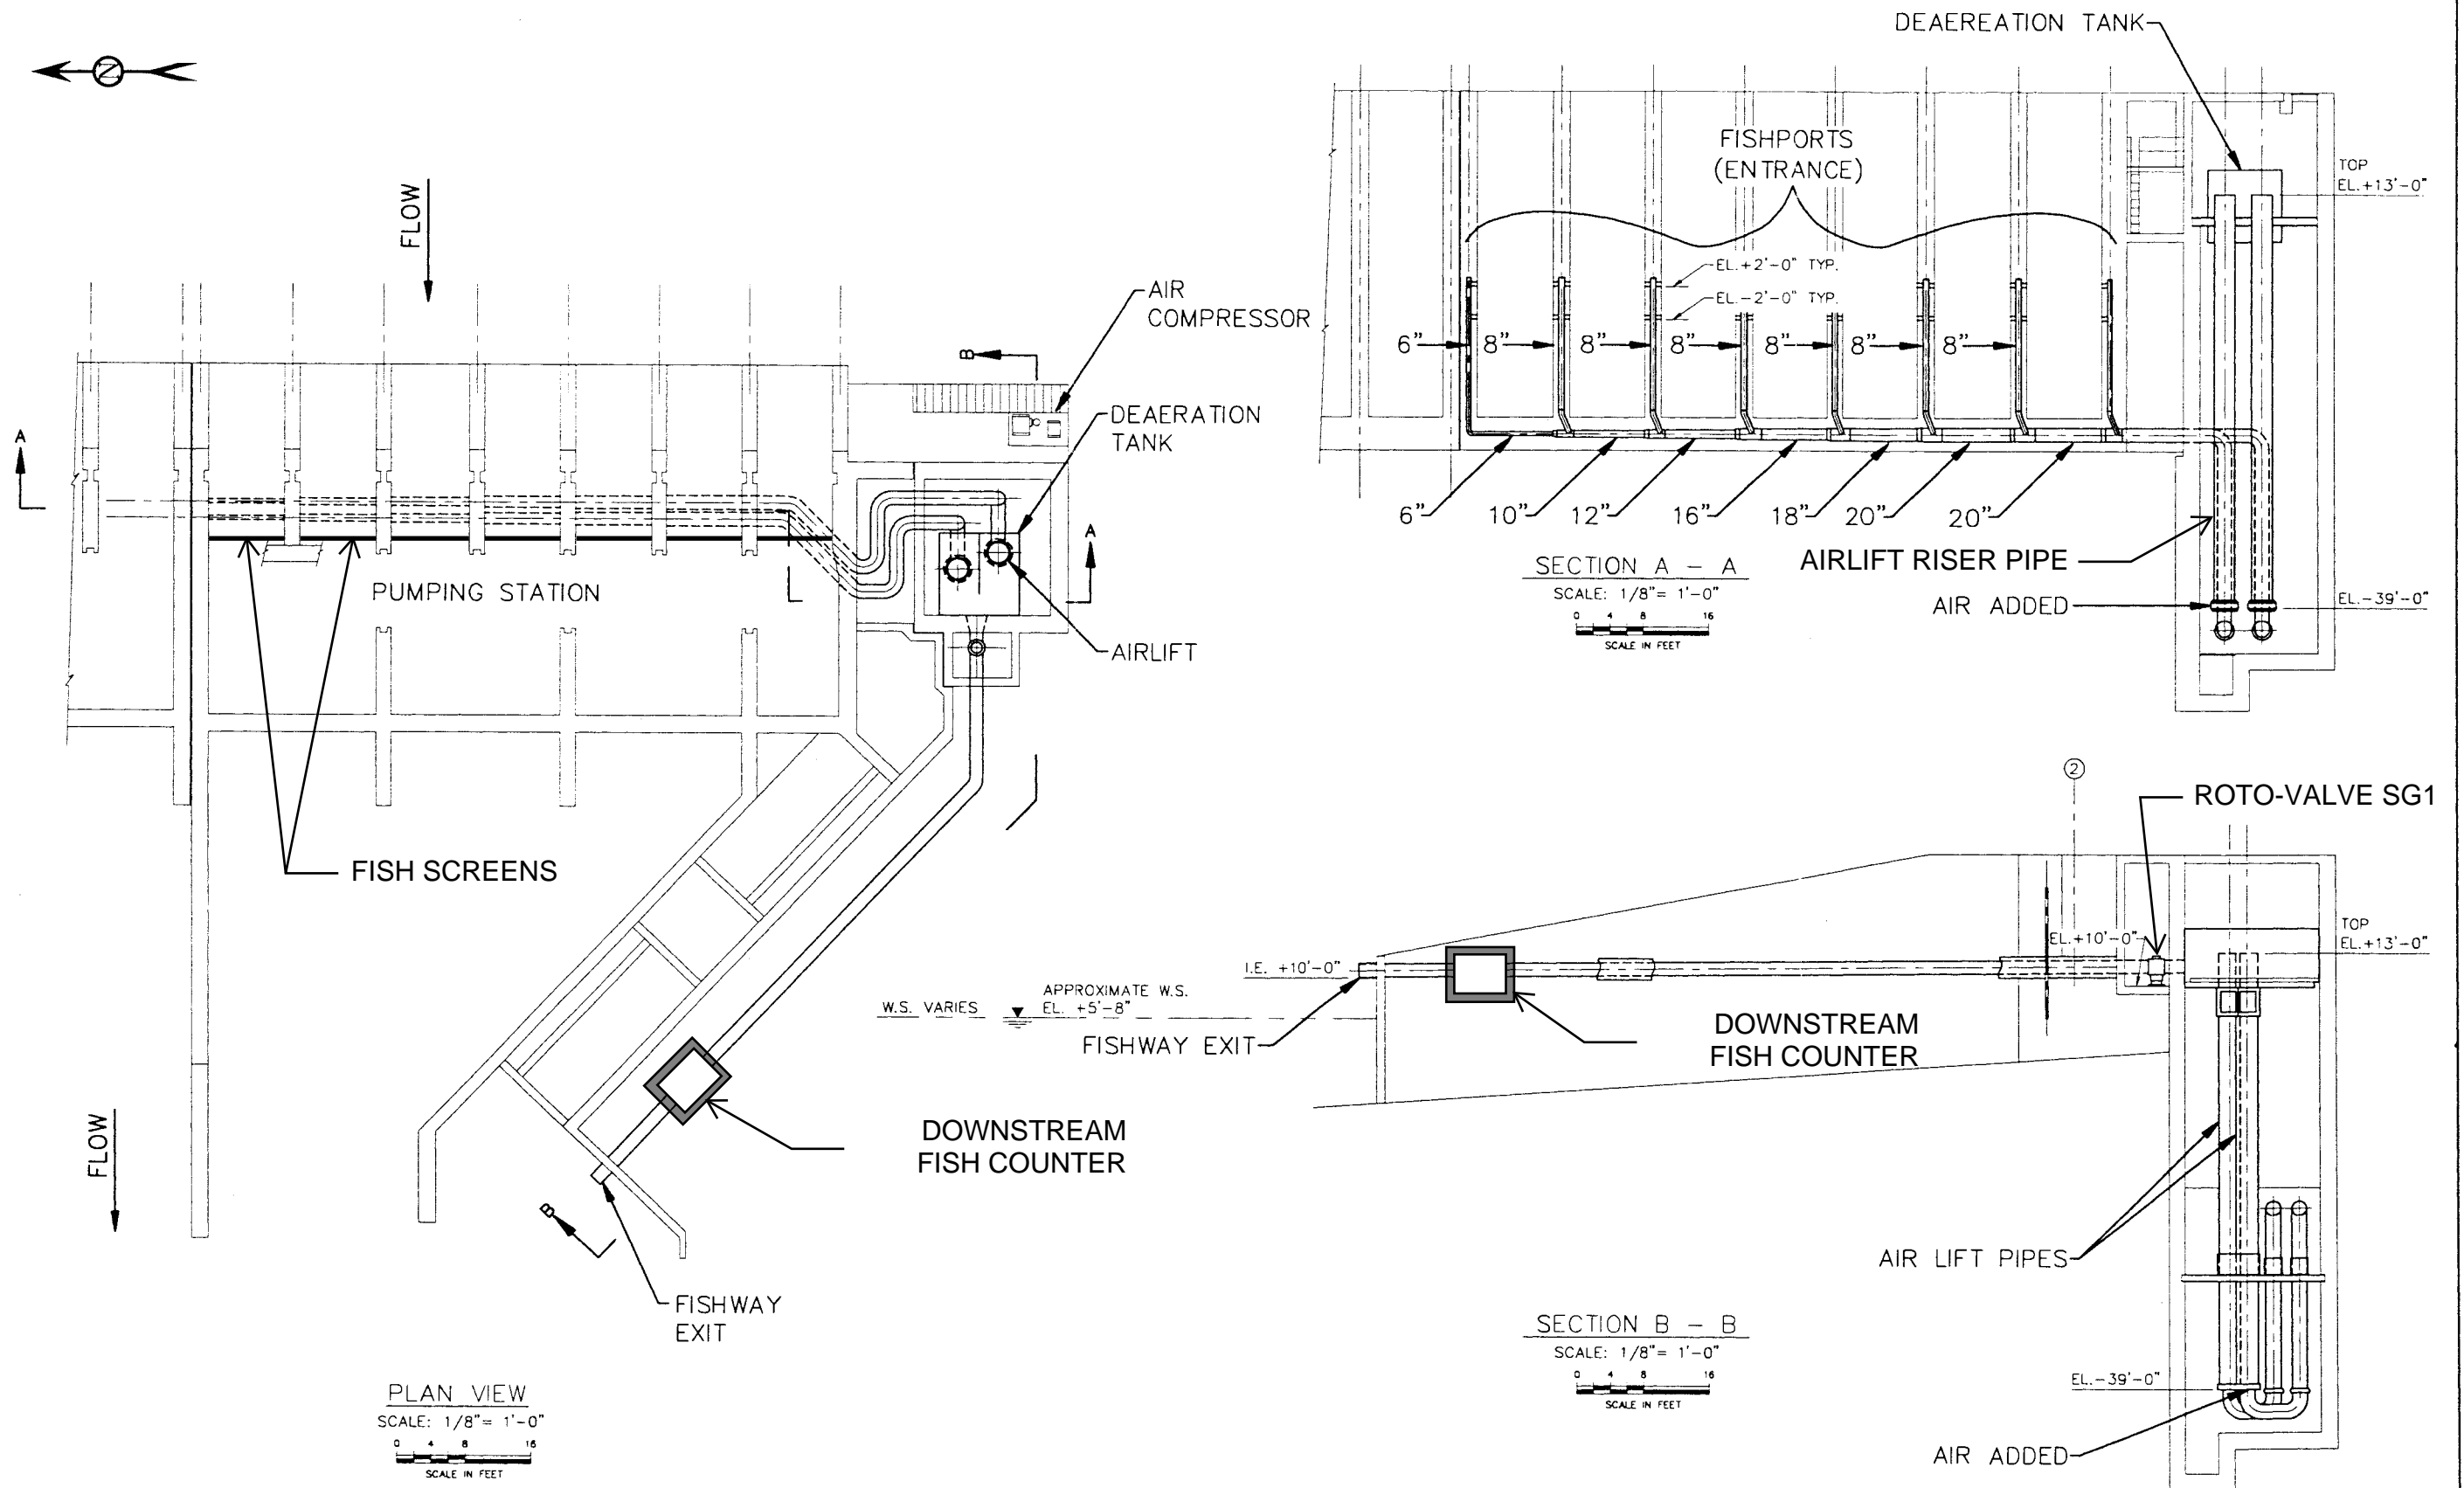 N
FLOW
AIR
COMPRESSOR
B
DEAERATION
TANK
A
A
PUMPING STATION
AIRLIFT
FISH SCREENS
FLOW
DOWNSTREAM
FISH COUNTER
B
FISHWAY
EXIT
PLAN VIEW
SCALE: 1/8"= 1'-0"
0 4 8 16
SCALE IN FEET
DEAEREATION TANK
FISHPORTS
(ENTRANCE)
TOP
EL.+13'-0"
EL.+2'-0" TYP.
EL.-2'-0" TYP.
6" 8" 8" 8" 8" 8" 8"
6" 10" 12" 16" 18" 20" 20"
AIRLIFT RISER PIPE
SECTION A - A
SCALE: 1/8"= 1'-0"
0 4 8 16
SCALE IN FEET
AIR ADDED
EL.-39'-0"
2
ROTO-VALVE SG1
TOP
EL.+13'-0"
EL.+10'-0"
I.E. +10'-0"
W.S. VARIES
APPROXIMATE W.S.
EL. +5'-8"
FISHWAY EXIT
DOWNSTREAM
FISH COUNTER
AIR LIFT PIPES
SECTION B - B
SCALE: 1/8"= 1'-0"
0 4 8 16
SCALE IN FEET
EL.-39'-0"
AIR ADDED